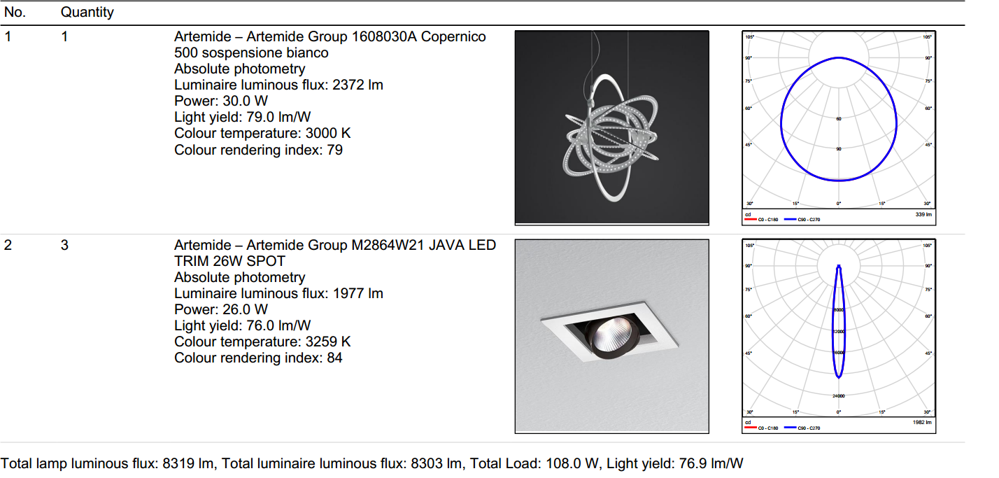 No. Quantity
1 1 Artemide – Artemide Group 1608030A Copernico
500 sospensione bianco
Absolute photometry
Luminaire luminous flux: 2372 lm
Power: 30.0 W
Light yield: 79.0 lm/W
Colour temperature: 3000 K
Colour rendering index: 79
105° 105°
90° 90°
75° 75°
60° 60 60°
45° 90 45°
30° 15° 0° 15° 30°
cd 339 lm
C0 - C180 C90 - C270
2 3 Artemide – Artemide Group M2864W21 JAVA LED
TRIM 26W SPOT
Absolute photometry
Luminaire luminous flux: 1977 lm
Power: 26.0 W
Light yield: 76.0 lm/W
Colour temperature: 3259 K
Colour rendering index: 84
105° 105°
90° 90°
75° 75°
8000
60° 60°
12000
45° 16000 45°
24000
30° 15° 0° 15° 30°
cd 1982 lm
C0 - C180 C90 - C270
Total lamp luminous flux: 8319 lm, Total luminaire luminous flux: 8303 lm, Total Load: 108.0 W, Light yield: 76.9 lm/W